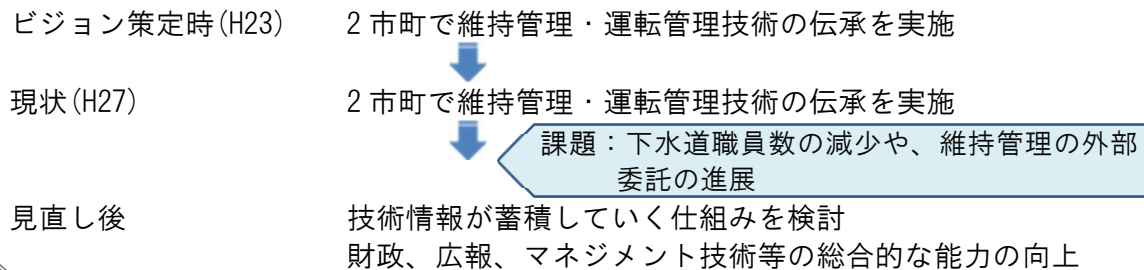 ビジョン策定時(H23)　2市町で維持管理・運転管理技術の伝承を実施
現状(H27)　2市町で維持管理・運転管理技術の伝承を実施
課題：下水道職員数の減少や、維持管理の外部
委託の進展
見直し後　技術情報が蓄積していく仕組みを検討
財政、広報、マネジメント技術等の総合的な能力の向上